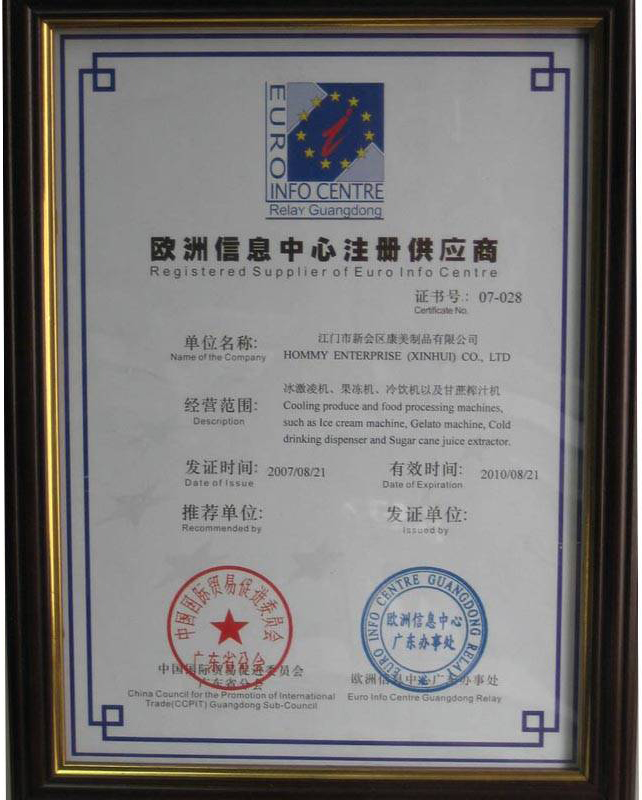 EURO
INFO CENTRE
Relay Guangdong
欧洲信息中心注册供应商
Registered Supplier of Euro Info Centre
证书号.: 07-028
Certificate No.
单位名称: 江门市新会区康美制品有限公司
Name of the Company HOMMY ENTERPRISE (XINHUI) CO., LTD
冰激凌机、果冻机、冷饮机以及甘蔗榨汁机
经营范围: Cooling produce and food processing machines,
Description such as Ice cream machine, Gelato machine, Cold
drinking dispenser and Sugar cane juice extractor.
发证时间: 2007/08/21 有效时间: 2010/08/21
Date of Issue Date of Expiration
推荐单位: 发证单位:
Recommended by Issued by
中国国际贸易促进委员会
广东省分会
EURO INFO CENTRE GUANGDONG RELAY
欧洲信息中心
广东办事处
中国国际贸易促进委员会 欧洲信息中心广东办事处
广东省分会
China Council for the Promotion of International Euro Info Centre Guangdong Relay
Trade(CCPIT) Guangdong Sub-Council